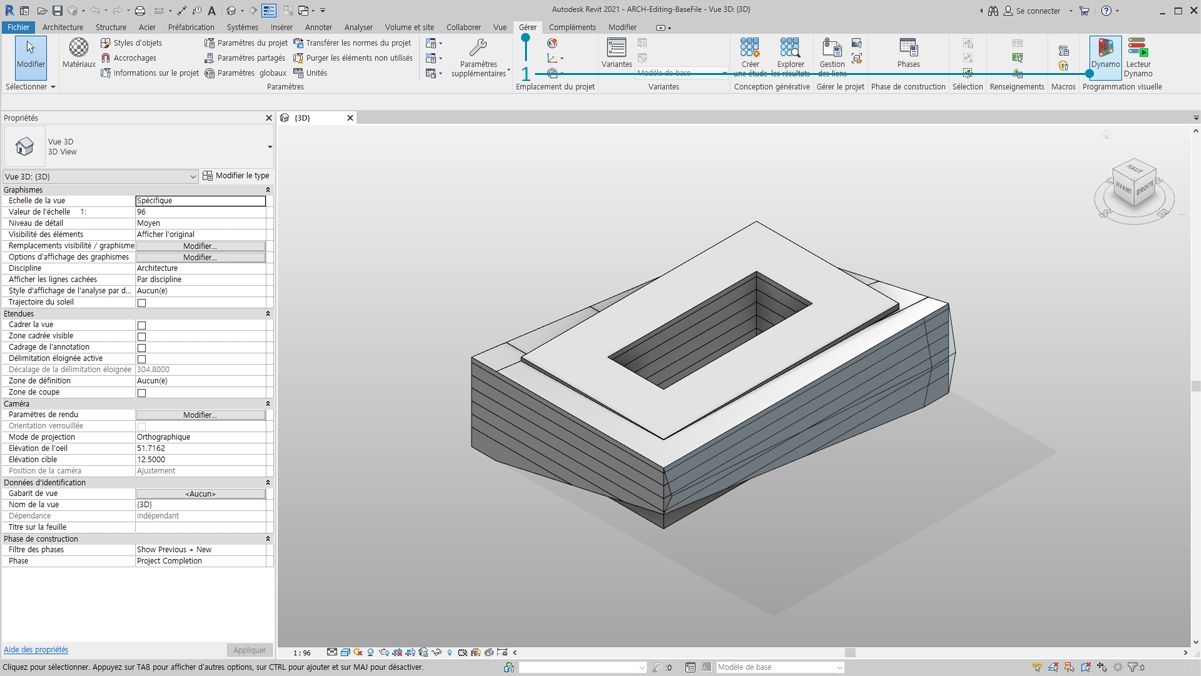 Autodesk Revit 2021 - ARCH-Editing-BaseFile - Vue 3D: {3D}
Se connecter
Fichier Architecture Structure Acier Préfabrication Systèmes Insérer Annoter Analyser Volume et site Collaborer Vue Gérer Compléments Modifier
Modifier
Sélectionner
Matériaux
Styles d'objets
Accrochages
Informations sur le projet
Paramètres du projet
Paramètres partagés
Paramètres globaux
Transférer les normes du projet
Purger les éléments non utilisés
Unités
Paramètres
supplémentaires
Paramètres
1
Emplacement du projet
Variantes
Modèle de base
Variantes
Créer
une étude
Explorer
les résultats
Conception générative
Gestion
des liens
Gérer le projet
Phases
Phase de construction
Sélection
Renseignements
Macros
Dynamo
Lecteur
Dynamo
Programmation visuelle
Propriétés
Vue 3D
3D View
Vue 3D: {3D}
Modifier le type
Graphismes
Echelle de la vue Spécifique
Valeur de l'échelle 1: 96
Niveau de détail Moyen
Visibilité des éléments Afficher l'original
Remplacements visibilité / graphisme Modifier...
Options d'affichage des graphismes Modifier...
Discipline Architecture
Afficher les lignes cachées Par discipline
Style d'affichage de l'analyse par d... Aucun(e)
Trajectoire du soleil
Etendues
Cadrer la vue
Zone cadrée visible
Cadrage de l'annotation
Délimitation éloignée active
Décalage de la délimitation éloignée 304.8000
Zone de définition Aucun(e)
Zone de coupe
Caméra
Paramètres de rendu Modifier...
Orientation verrouillée
Mode de projection Orthographique
Elévation de l'oeil 51.7162
Elévation cible 12.5000
Position de la caméra Ajustement
Données d'identification
Gabarit de vue <Aucun>
Nom de la vue {3D}
Dépendance Indépendant
Titre sur la feuille
Phase de construction
Filtre des phases Show Previous + New
Phase Project Completion
Aide des propriétés
Appliquer
{3D}
HAUT
AVANT
DROITE
S
1 : 96
Cliquez pour sélectionner. Appuyez sur TAB pour afficher d'autres options, sur CTRL pour ajouter et sur MAJ pour désactiver.
:0
Modèle de base
:0